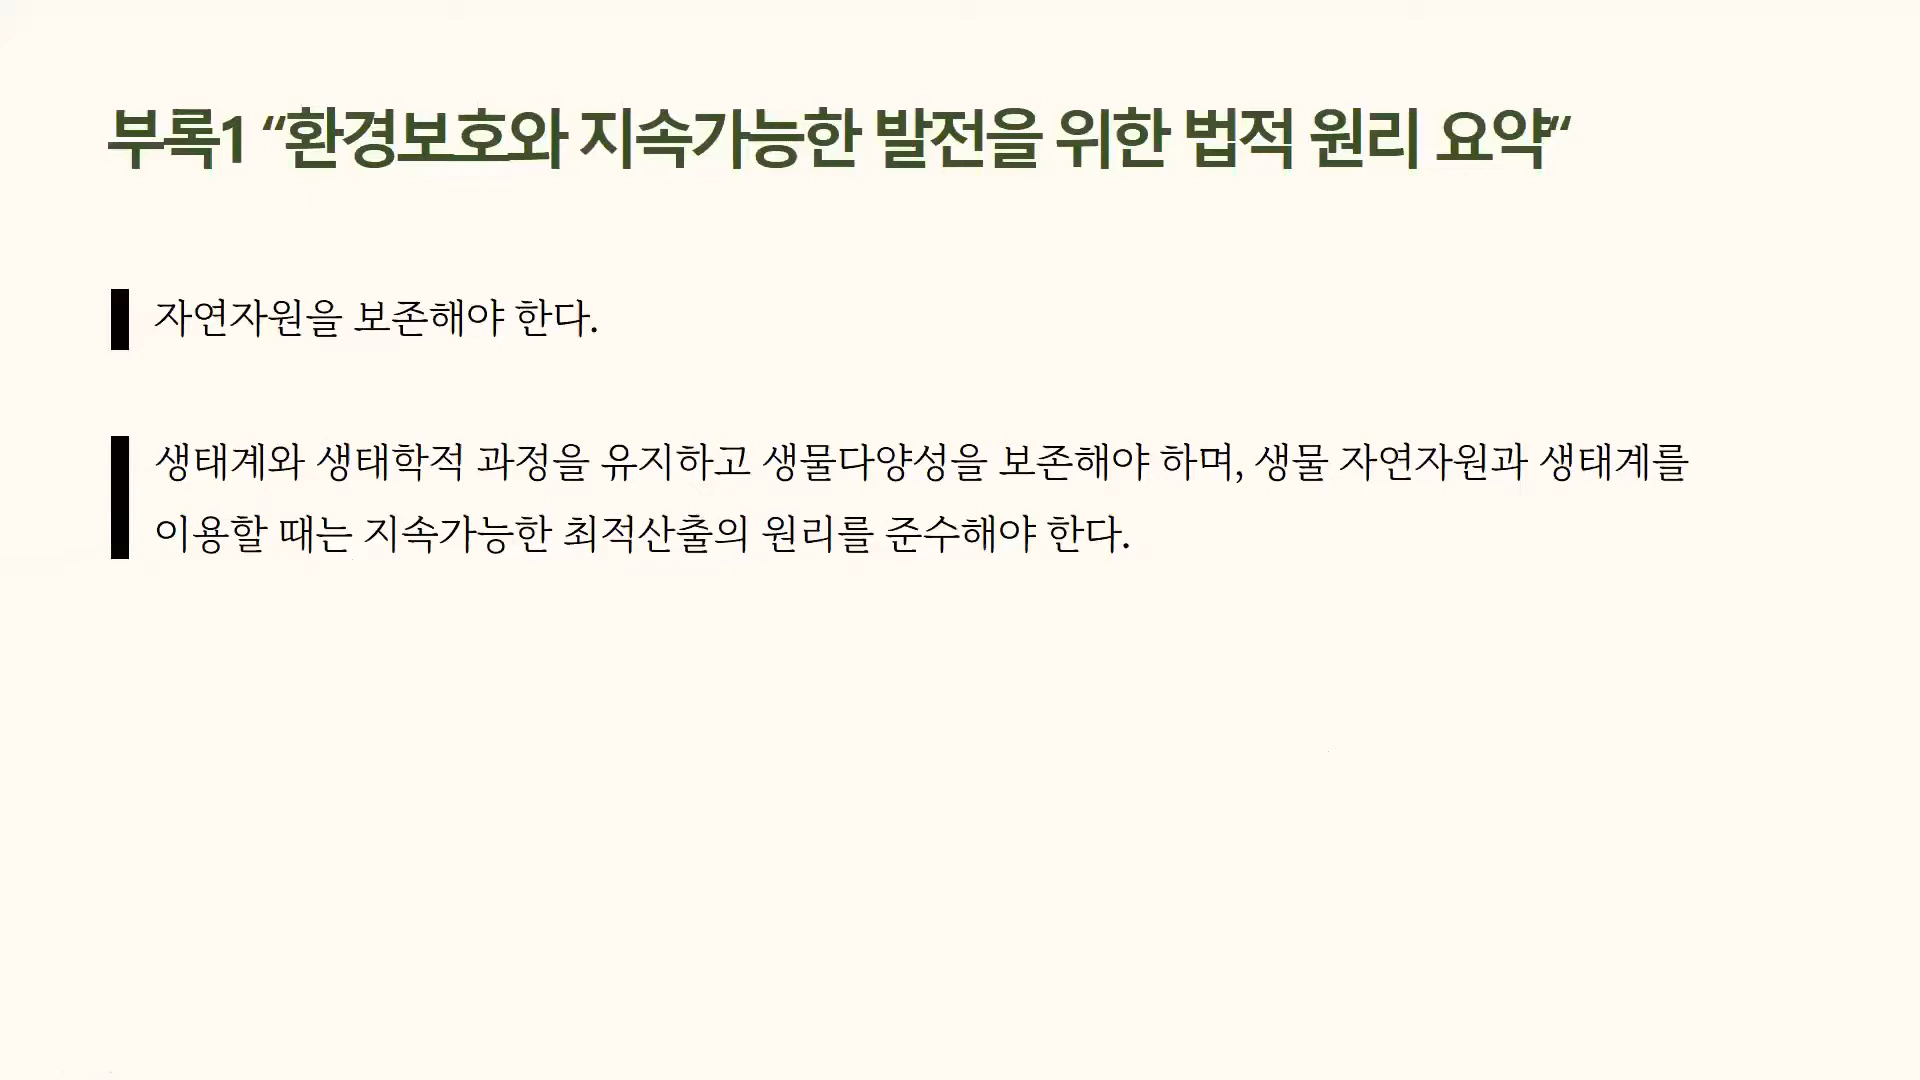 부록1 “환경보호와 지속가능한 발전을 위한 법적 원리 요약“
자연자원을 보존해야 한다.
생태계와 생태학적 과정을 유지하고 생물다양성을 보존해야 하며, 생물 자연자원과 생태계를
이용할 때는 지속가능한 최적산출의 원리를 준수해야 한다.